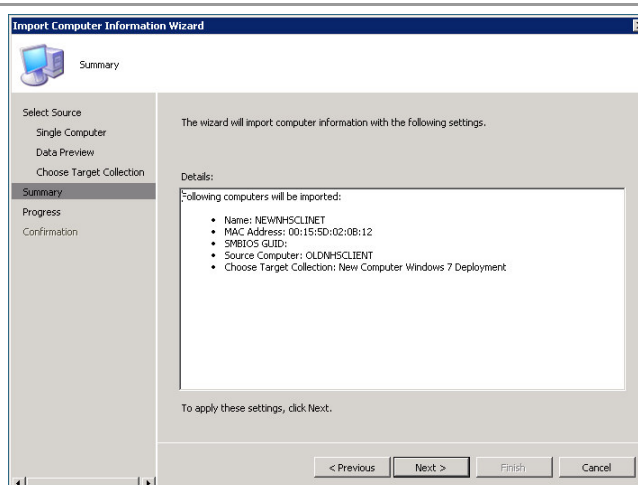 Import Computer Information Wizard
Summary
Select Source
Single Computer
Data Preview
Choose Target Collection
Summary
Progress
Confirmation
The wizard will import computer information with the following settings.
Details:
Following computers will be imported:
• Name: NEWNHSCLINET
• MAC Address: 00:15:5D:02:0B:12
• SMBIOS GUID:
• Source Computer: OLDNHSCLIENT
• Choose Target Collection: New Computer Windows 7 Deployment
To apply these settings, click Next.
< Previous
Next >
Finish
Cancel